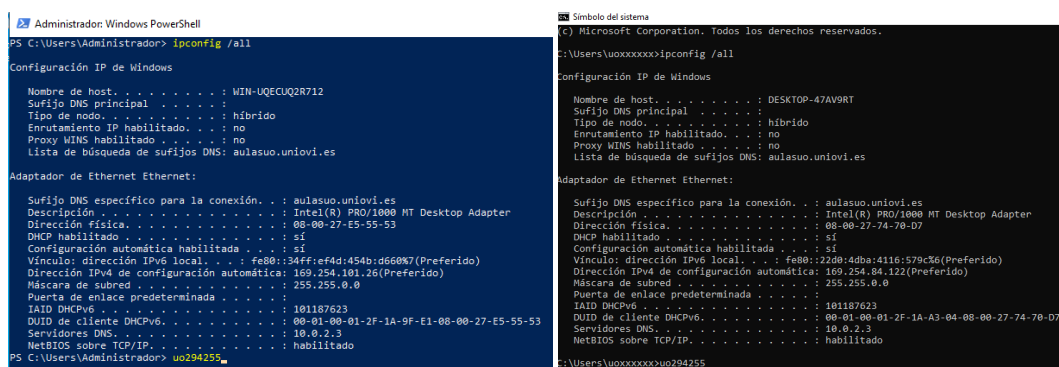 Administrador: Windows PowerShell
PS C:\Users\Administrador> ipconfig /all
Configuración IP de Windows
Nombre de host. . . . . . . . . : WIN-UQECUQ2R712
Sufijo DNS principal . . . . . :
Tipo de nodo. . . . . . . . . . : híbrido
Enrutamiento IP habilitado. . . : no
Proxy WINS habilitado . . . . . : no
Lista de búsqueda de sufijos DNS: aulasuo.uniovi.es
Adaptador de Ethernet Ethernet:
Sufijo DNS específico para la conexión. . : aulasuo.uniovi.es
Descripción . . . . . . . . . . . . . . . : Intel(R) PRO/1000 MT Desktop Adapter
Dirección física. . . . . . . . . . . . . : 08-00-27-E5-55-53
DHCP habilitado . . . . . . . . . . . . . : sí
Configuración automática habilitada . . . : sí
Vínculo: dirección IPv6 local. . . : fe80::34ff:ef4d:454b:d660%7(Preferido)
Dirección IPv4 de configuración automática: 169.254.101.26(Preferido)
Máscara de subred . . . . . . . . . . . . : 255.255.0.0
Puerta de enlace predeterminada . . . . . :
IAID DHCPv6 . . . . . . . . . . . . . . . : 101187623
DUID de cliente DHCPv6. . . . . . . . . . : 00-01-00-01-2F-1A-9F-E1-08-00-27-E5-55-53
Servidores DNS. . . . . . . . . . . . . . : 10.0.2.3
NetBIOS sobre TCP/IP. . . . . . . . . . . : habilitado
PS C:\Users\Administrador> uo294255_
Símbolo del sistema
(c) Microsoft Corporation. Todos los derechos reservados.
C:\Users\uoxxxxxx>ipconfig /all
Configuración IP de Windows
Nombre de host. . . . . . . . . : DESKTOP-47AV9RT
Sufijo DNS principal . . . . . :
Tipo de nodo. . . . . . . . . . : híbrido
Enrutamiento IP habilitado. . . : no
Proxy WINS habilitado . . . . . : no
Lista de búsqueda de sufijos DNS: aulasuo.uniovi.es
Adaptador de Ethernet Ethernet:
Sufijo DNS específico para la conexión. . : aulasuo.uniovi.es
Descripción . . . . . . . . . . . . . . . : Intel(R) PRO/1000 MT Desktop Adapter
Dirección física. . . . . . . . . . . . . : 08-00-27-74-70-D7
DHCP habilitado . . . . . . . . . . . . . : sí
Configuración automática habilitada . . . : sí
Vínculo: dirección IPv6 local. . . : fe80::22d0:4dba:4116:579c%6(Preferido)
Dirección IPv4 de configuración automática: 169.254.84.122(Preferido)
Máscara de subred . . . . . . . . . . . . : 255.255.0.0
Puerta de enlace predeterminada . . . . . :
IAID DHCPv6 . . . . . . . . . . . . . . . : 101187623
DUID de cliente DHCPv6. . . . . . . . . . : 00-01-00-01-2F-1A-A3-04-08-00-27-74-70-D7
Servidores DNS. . . . . . . . . . . . . . : 10.0.2.3
NetBIOS sobre TCP/IP. . . . . . . . . . . : habilitado
C:\Users\uoxxxxxx>uo294255